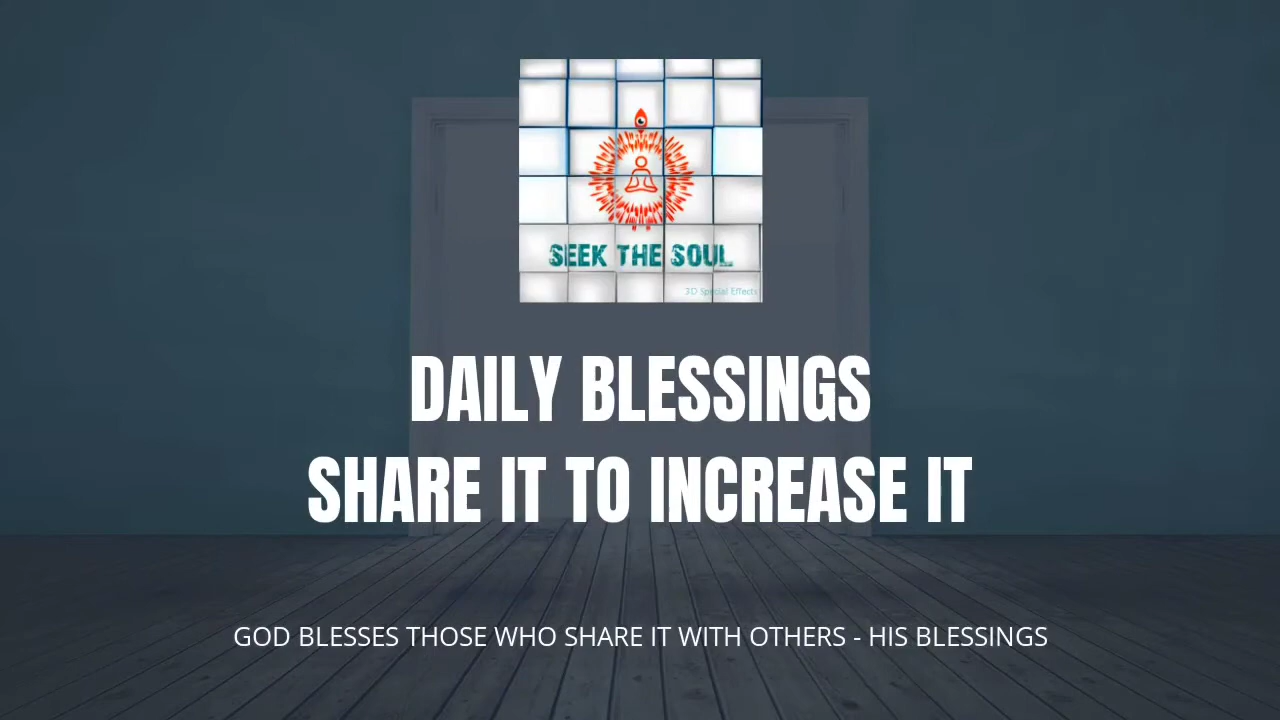 SEEK THE SOUL
3D Special Effects
DAILY BLESSINGS
SHARE IT TO INCREASE IT
GOD BLESSES THOSE WHO SHARE IT WITH OTHERS - HIS BLESSINGS